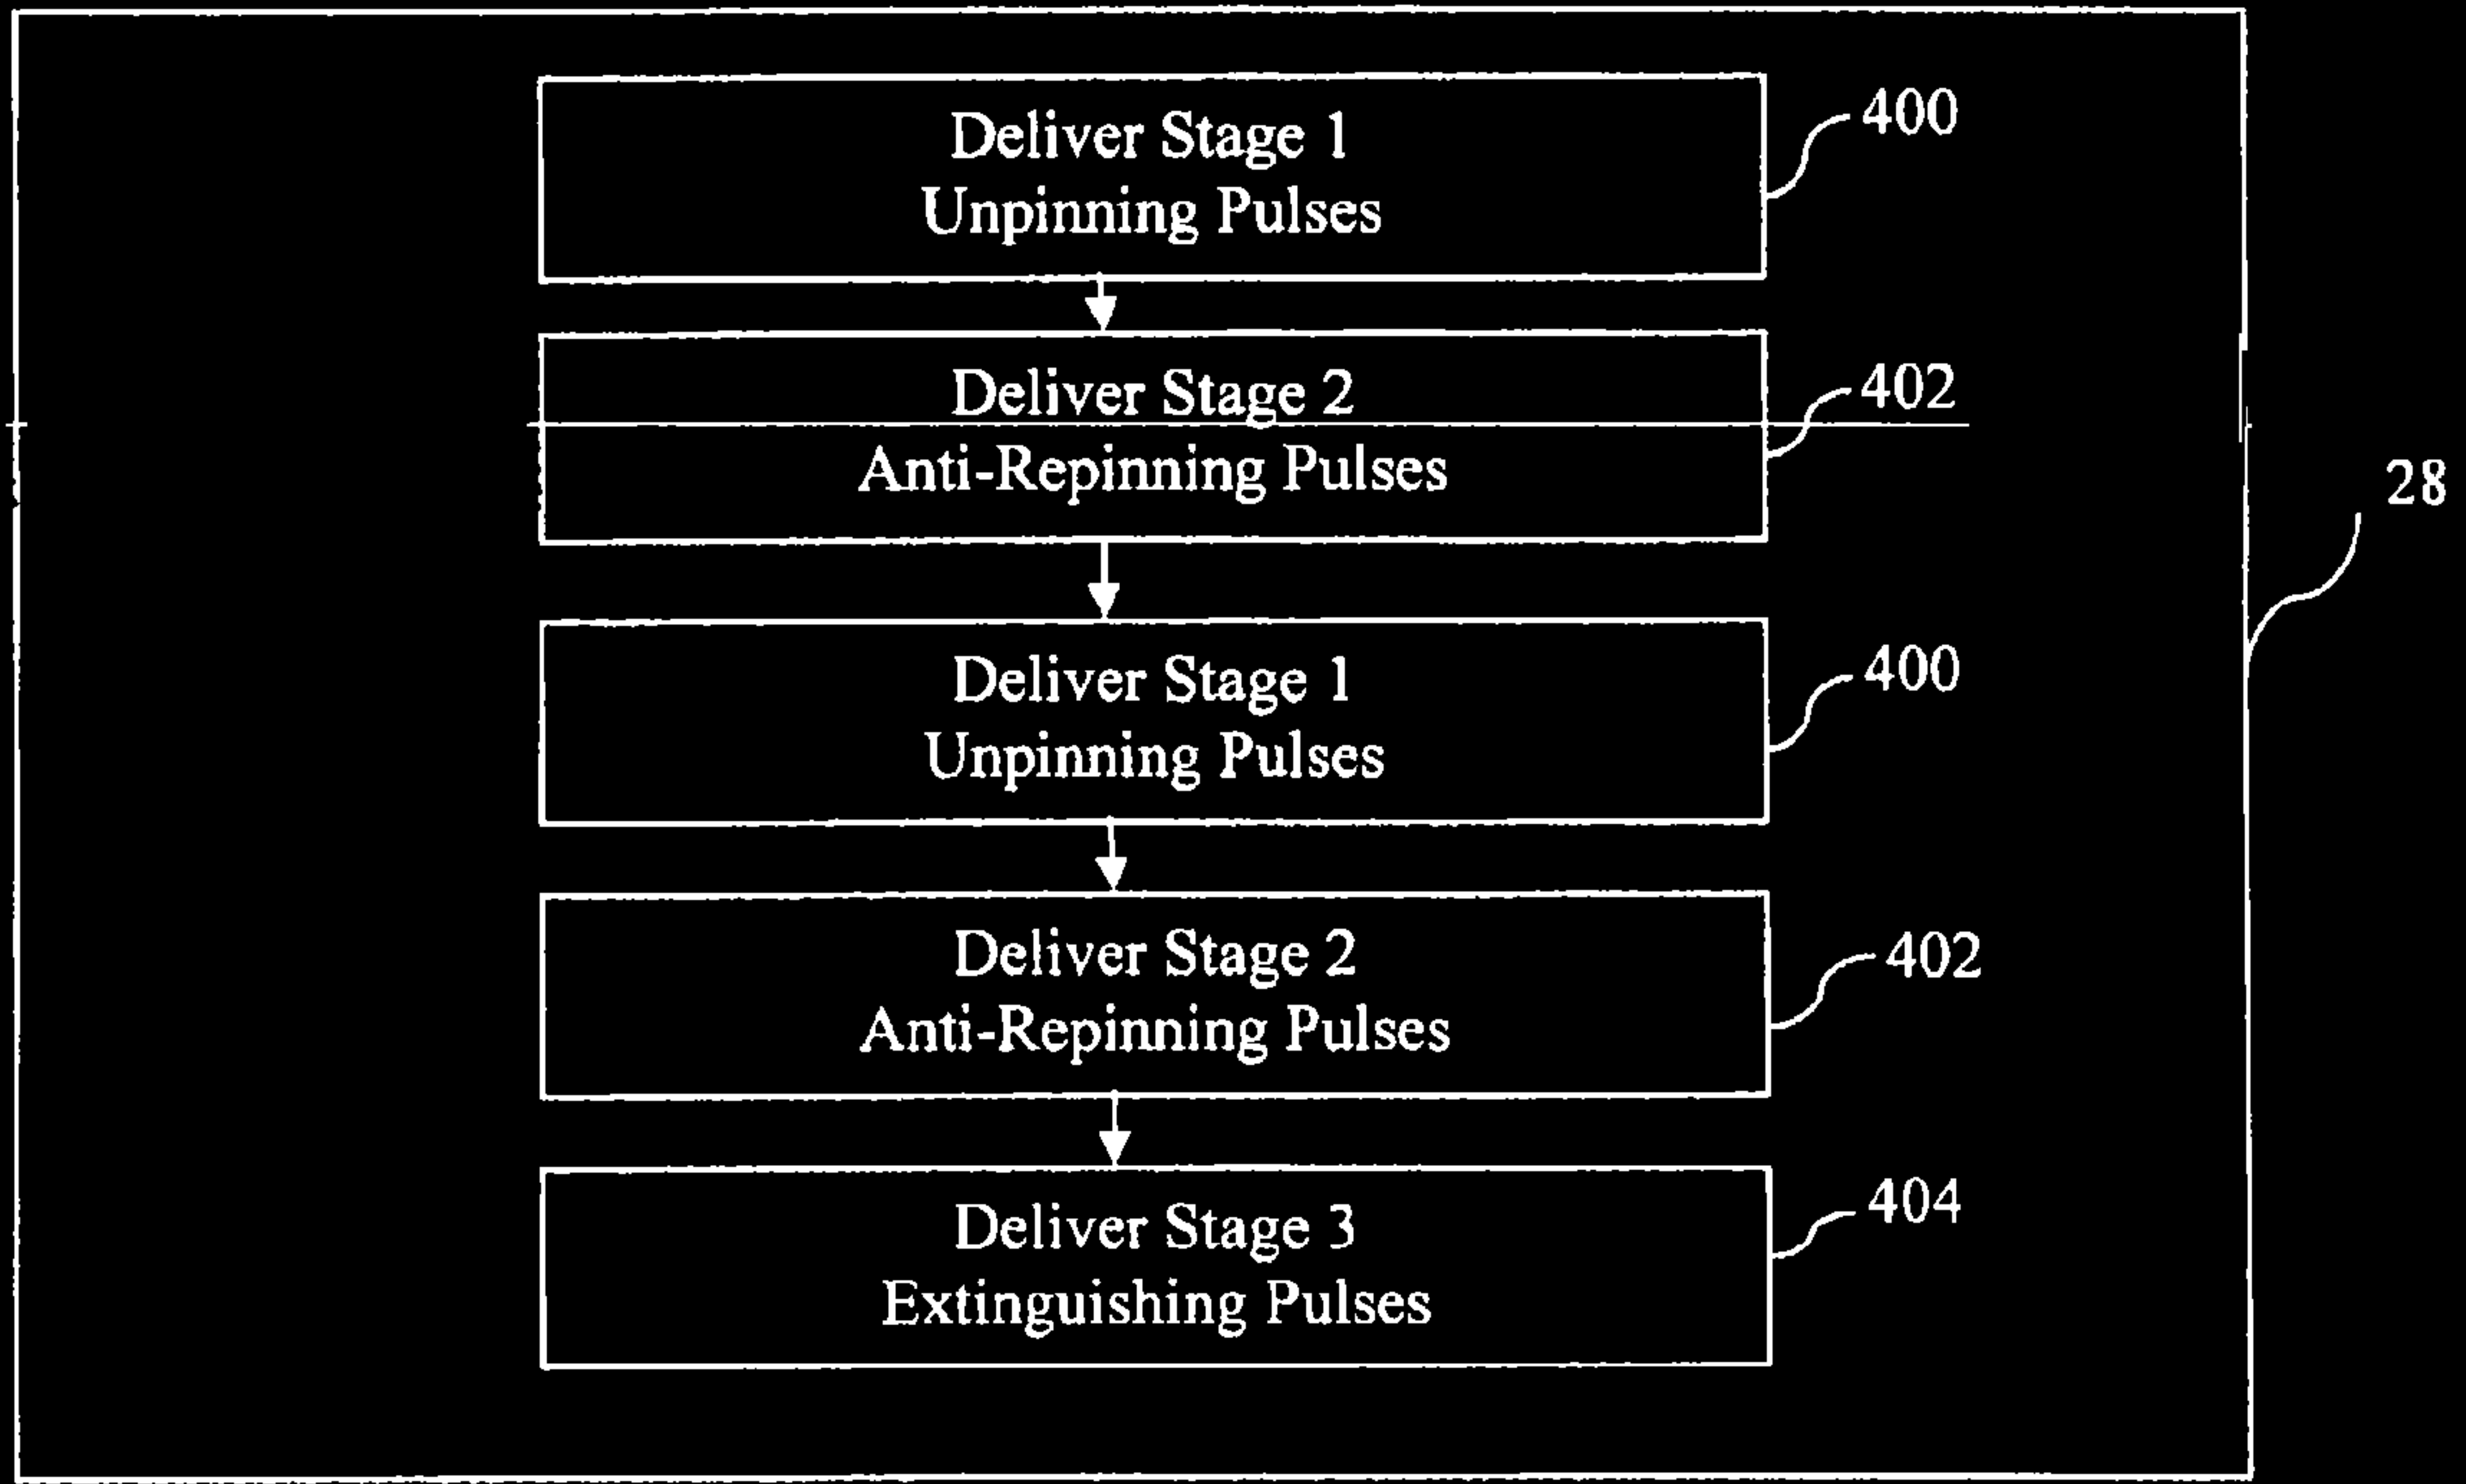 Deliver Stage 1
Unpinning Pulses
400
Deliver Stage 2
Anti-Repinning Pulses
402
28
Deliver Stage 1
Unpinning Pulses
400
Deliver Stage 2
Anti-Repinning Pulses
402
Deliver Stage 3
Extinguishing Pulses
404